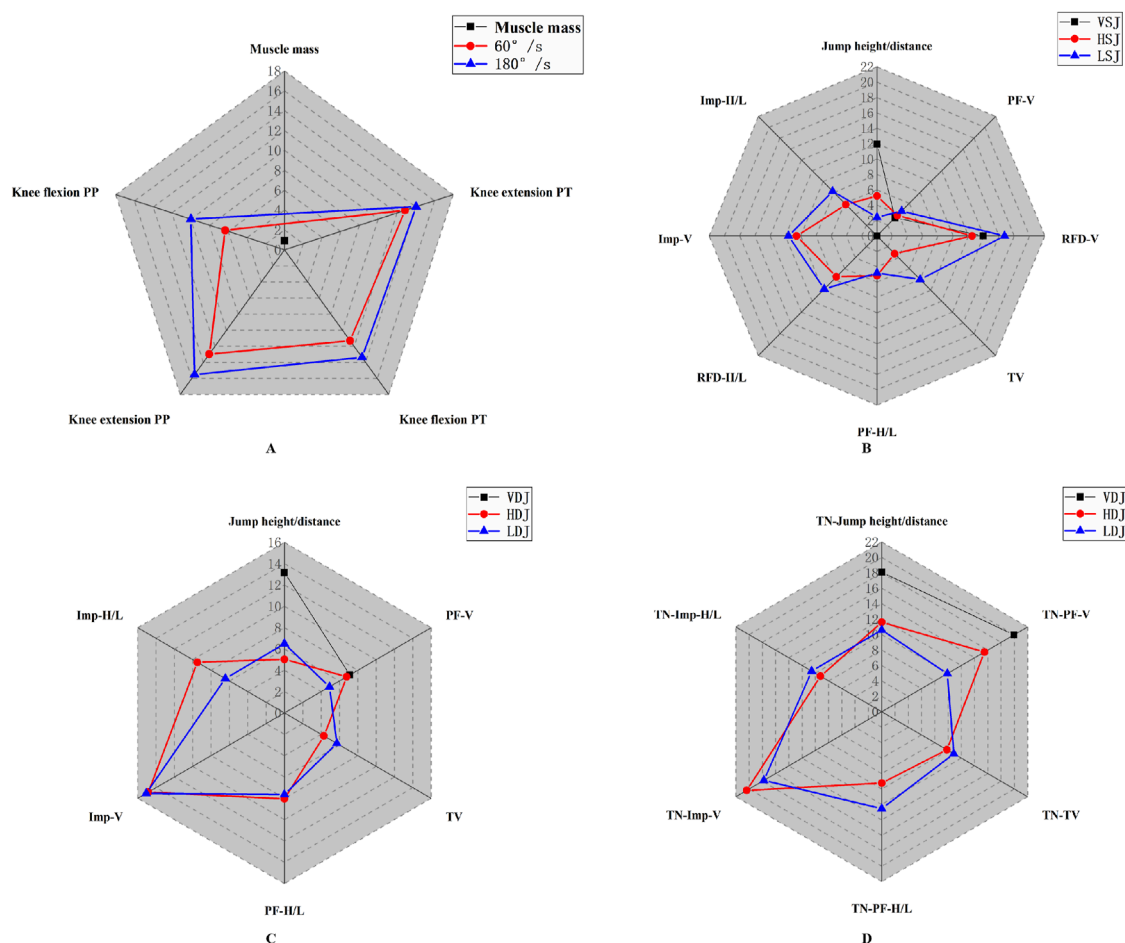 Muscle mass
60° /s
180° /s
Muscle mass
18
16
14
12
10
8
6
4
2
0
Knee extension PT
Knee flexion PT
Knee extension PP
Knee flexion PP
A
VSJ
HSJ
LSJ
Jump height/distance
22
20
18
16
14
12
10
8
6
4
2
0
PF-V
RFD-V
TV
PF-H/L
RFD-II/L
Imp-V
Imp-II/L
B
VDJ
HDJ
LDJ
Jump height/distance
16
14
12
10
8
6
4
2
0
PF-V
TV
PF-H/L
Imp-V
Imp-H/L
C
VDJ
HDJ
LDJ
TN-Jump height/distance
22
20
18
16
14
12
10
8
6
4
2
0
TN-PF-V
TN-TV
TN-PF-H/L
TN-Imp-V
TN-Imp-H/L
D